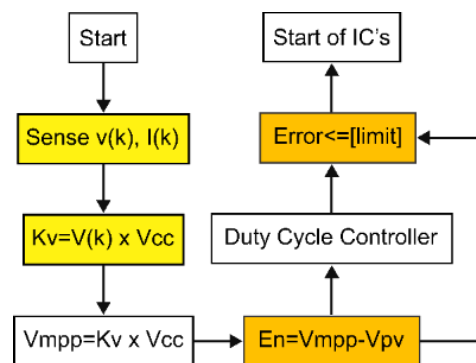 Start
Sense v(k), I(k)
Kv=V(k) x Vcc
Vmpp=Kv x Vcc
En=Vmpp-Vpv
Duty Cycle Controller
Error<=[limit]
Start of IC's